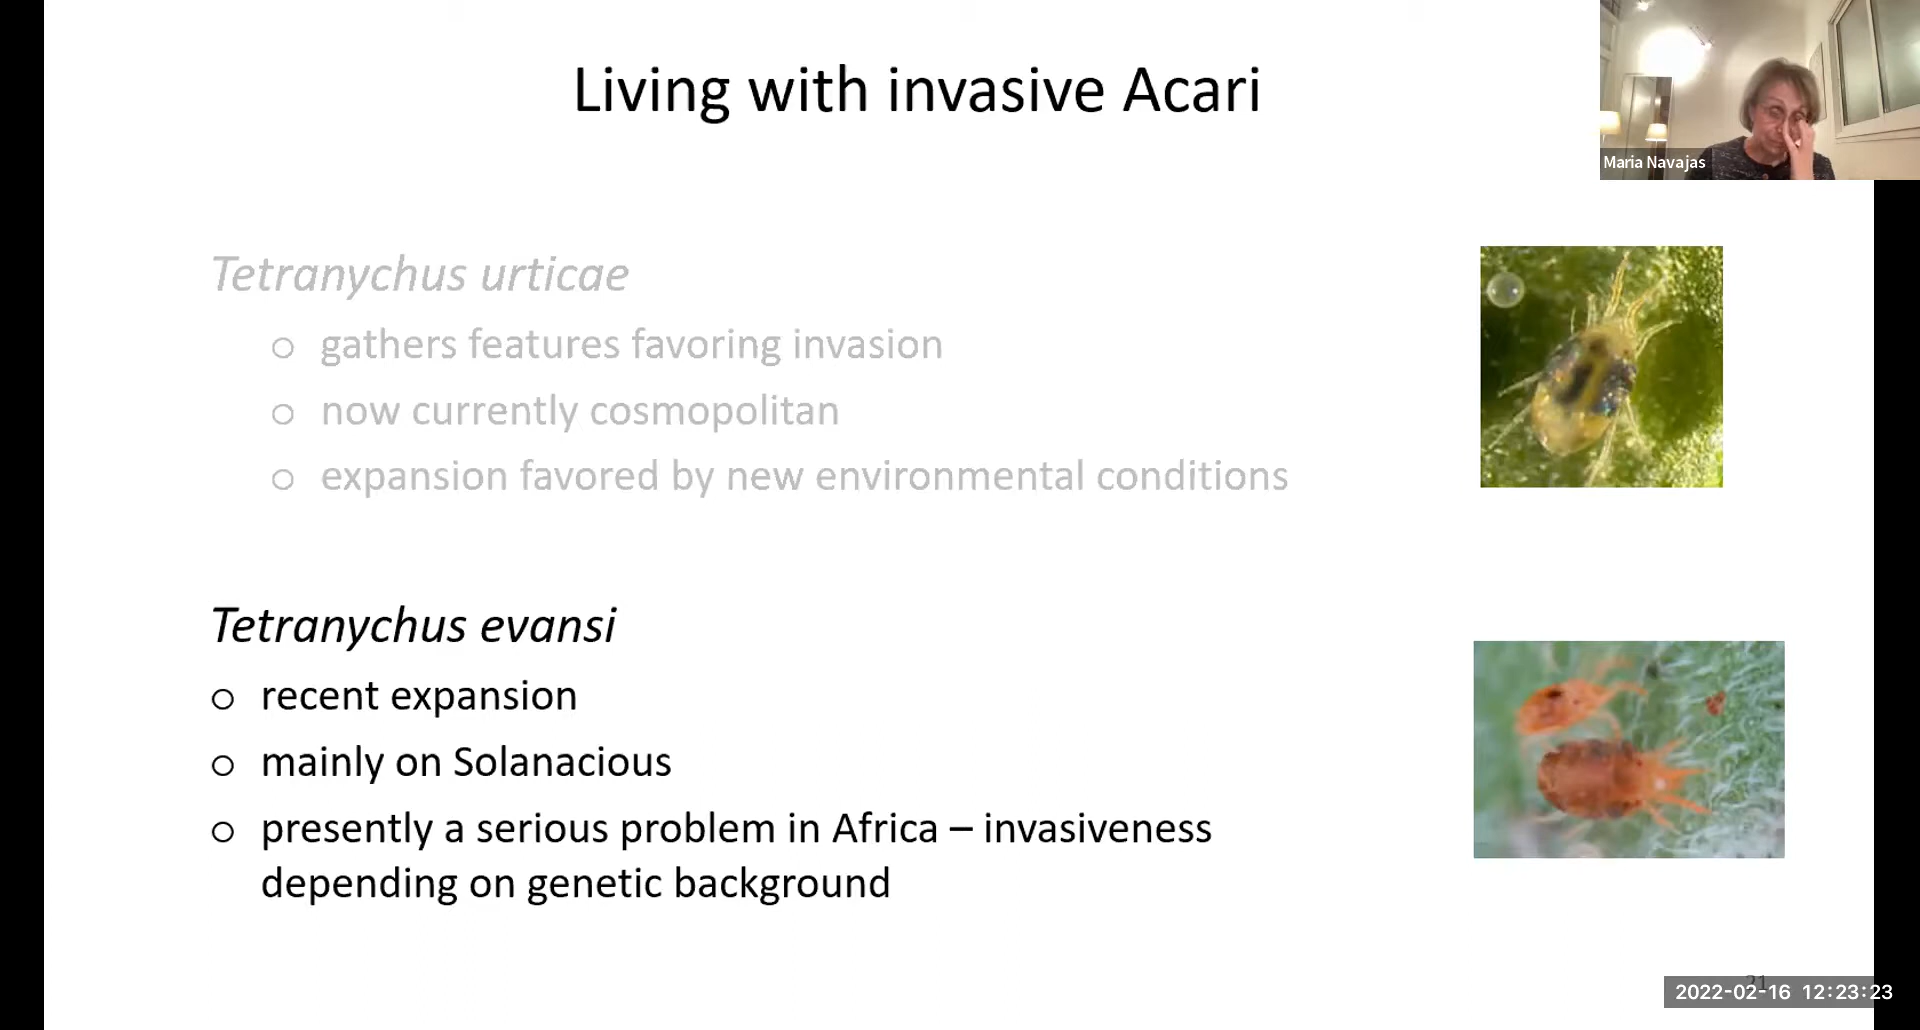 Living with invasive Acari
Maria Navajas
Tetranychus urticae
o gathers features favoring invasion
o now currently cosmopolitan
o expansion favored by new environmental conditions
Tetranychus evansi
o recent expansion
o mainly on Solanacious
o presently a serious problem in Africa – invasiveness
depending on genetic background
2022-02-16 12:23:23